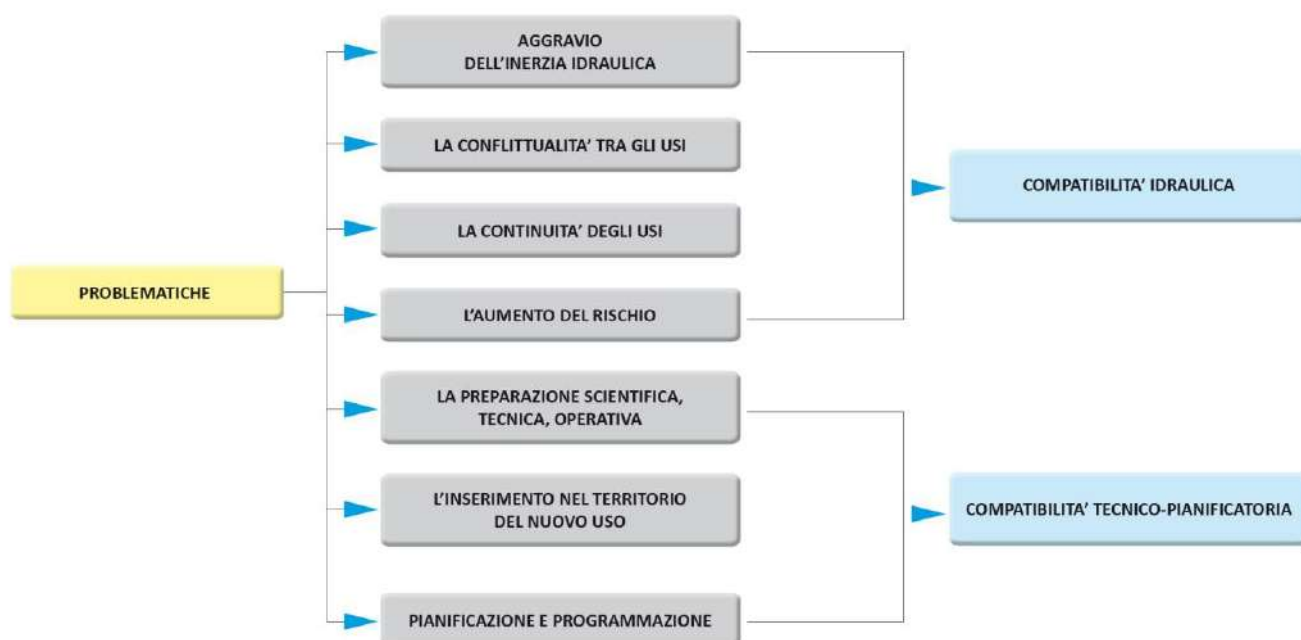 AGGRAVIO
DELL'INERZIA IDRAULICA
LA CONFLITTUALITA' TRA GLI USI
LA CONTINUITA' DEGLI USI
PROBLEMATICHE
L'AUMENTO DEL RISCHIO
LA PREPARAZIONE SCIENTIFICA,
TECNICA, OPERATIVA
L'INSERIMENTO NEL TERRITORIO
DEL NUOVO USO
PIANIFICAZIONE E PROGRAMMAZIONE
COMPATIBILITA' IDRAULICA
COMPATIBILITA' TECNICO-PIANIFICATORIA